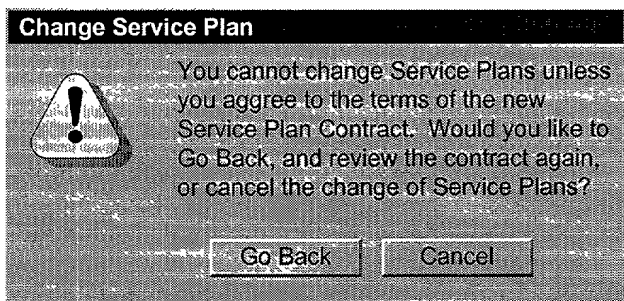 Change Service Plan
You cannot change Service Plans unless
you aggree to the terms of the new
Service Plan Contract. Would you like to
Go Back, and review the contract again,
or cancel the change of Service Plans?
Go Back Cancel